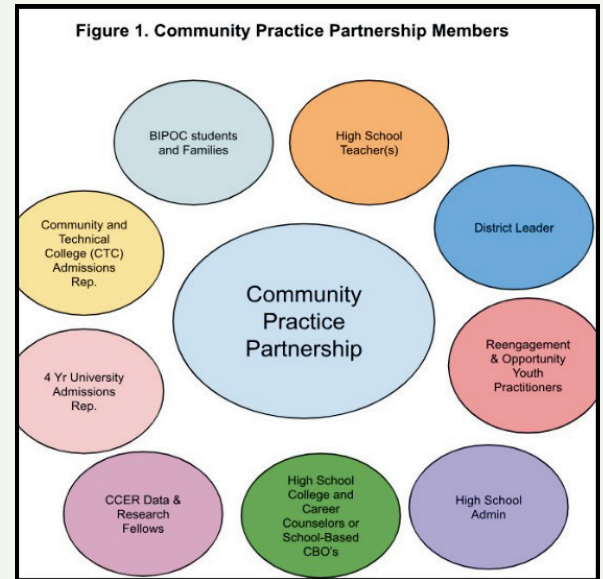 Figure 1. Community Practice Partnership Members
BIPOC students
and Families
High School
Teacher(s)
Community and
Technical
College (CTC)
Admissions
Rep.
District Leader
Community
Practice
Partnership
4 Yr University
Admissions
Rep.
Reengagement
& Opportunity
Youth
Practitioners
CCER Data &
Research
Fellows
High School
College and
Career
Counselors or
School-Based
CBO's
High School
Admin